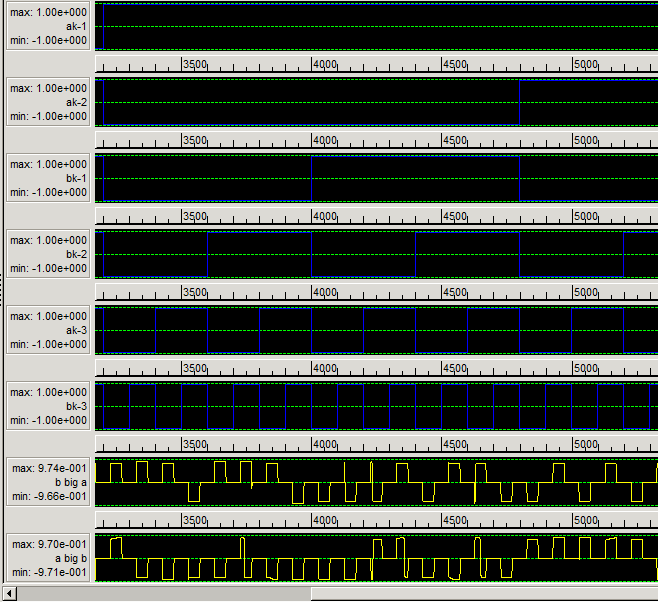 max: 1.00e+000
ak-1
min: -1.00e+000
3500 4000 4500 5000
max: 1.00e+000
ak-2
min: -1.00e+000
3500 4000 4500 5000
max: 1.00e+000
bk-1
min: -1.00e+000
3500 4000 4500 5000
max: 1.00e+000
bk-2
min: -1.00e+000
3500 4000 4500 5000
max: 1.00e+000
ak-3
min: -1.00e+000
3500 4000 4500 5000
max: 1.00e+000
bk-3
min: -1.00e+000
3500 4000 4500 5000
max: 9.74e-001
b big a
min: -9.66e-001
3500 4000 4500 5000
max: 9.70e-001
a big b
min: -9.71e-001